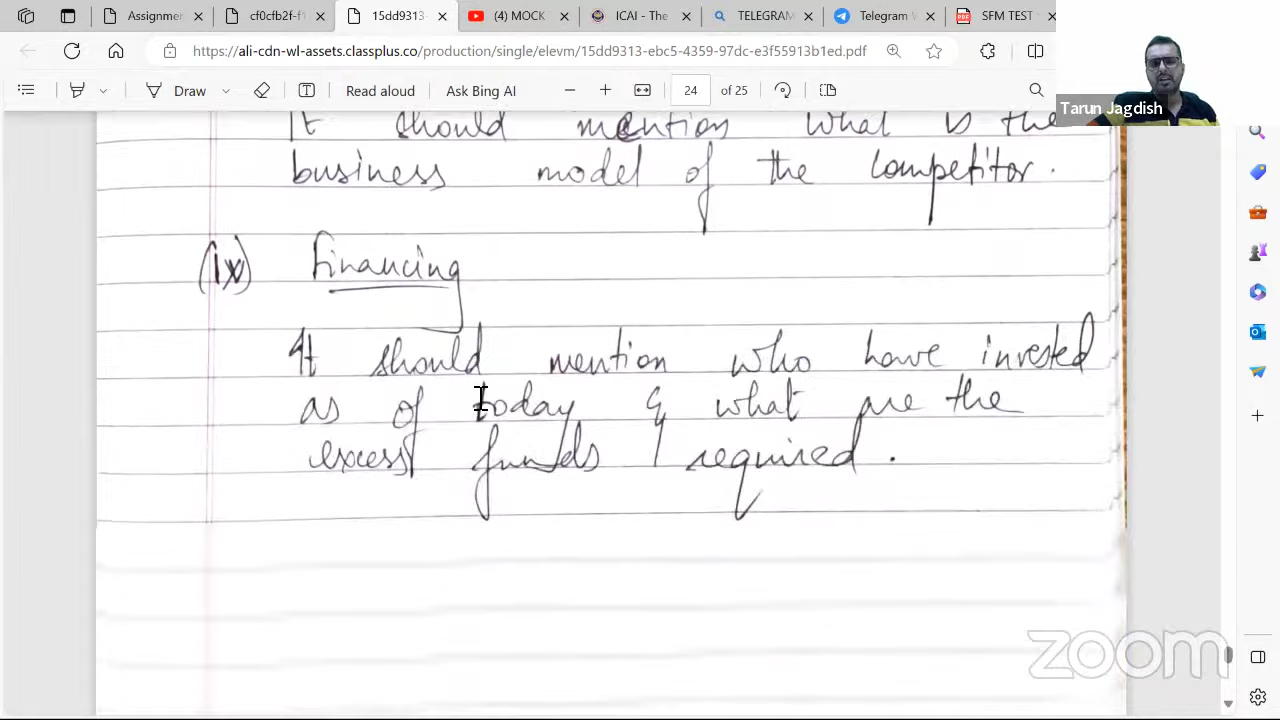 Assignment
cf0cfb2f-f
15dd9313-
(4) MOCK
ICAI - The
TELEGRAM
Telegram
SFM TEST
https://ali-cdn-wl-assets.classplus.co/production/single/elevm/15dd9313-ebc5-4359-97dc-e3f55913b1ed.pdf
Draw
Read aloud
Ask Bing AI
24 of 25
Tarun Jagdish
It should mention what is the
business model of the competitor.
(ix) Financing
It should mention who have invested
as of today & what are the
excess funds required.
zoom